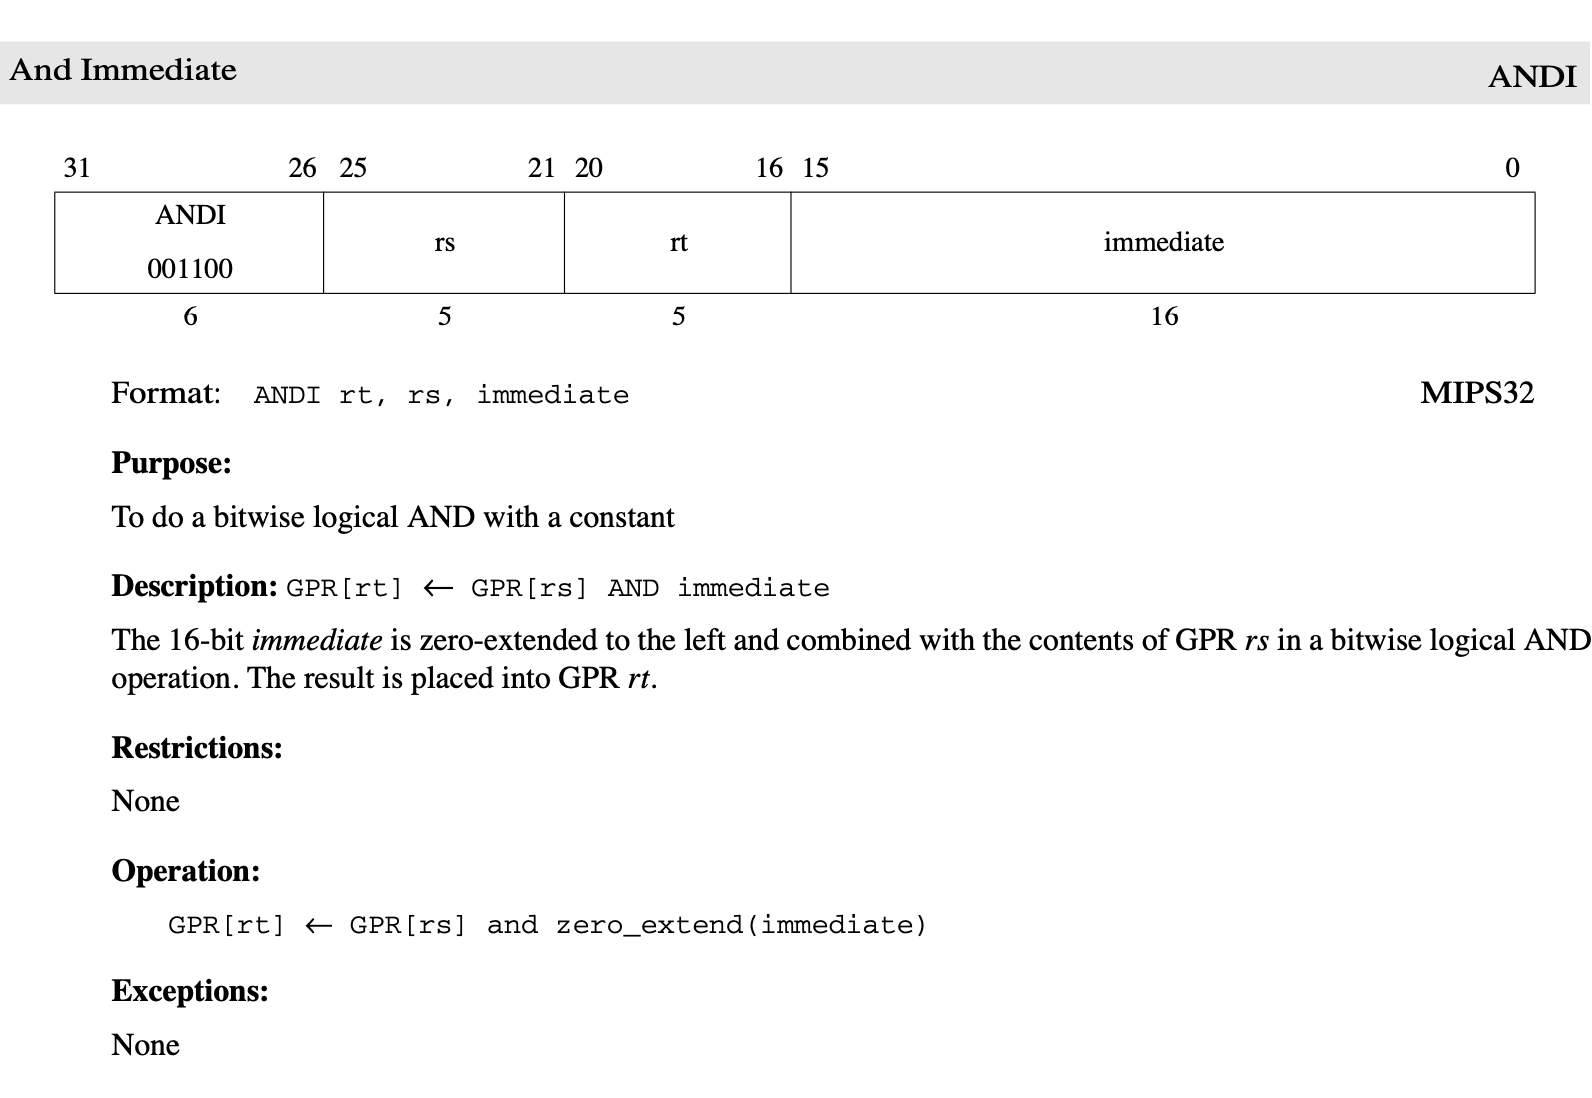 And Immediate ANDI
31 26 25 21 20 16 15 0
ANDI
001100 rs rt immediate
6 5 5 16
Format: ANDI rt, rs, immediate MIPS32
Purpose:
To do a bitwise logical AND with a constant
Description: GPR[rt] ← GPR[rs] AND immediate
The 16-bit immediate is zero-extended to the left and combined with the contents of GPR rs in a bitwise logical AND
operation. The result is placed into GPR rt.
Restrictions:
None
Operation:
GPR[rt] ← GPR[rs] and zero_extend(immediate)
Exceptions:
None